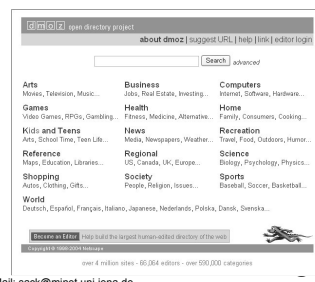 dmoz open directory project
about dmoz | suggest URL | help | link | editor login
Search advanced
Arts
Movies, Television, Music...
Business
Jobs, Real Estate, Investing...
Computers
Internet, Software, Hardware...
Games
Video Games, RPGs, Gambling...
Health
Fitness, Medicine, Alternative...
Home
Family, Consumers, Cooking...
Kids and Teens
Arts, School Time, Teen Life...
News
Media, Newspapers, Weather...
Recreation
Travel, Food, Outdoors, Humor...
Reference
Maps, Education, Libraries...
Regional
US, Canada, UK, Europe...
Science
Biology, Psychology, Physics...
Shopping
Autos, Clothing, Gifts...
Society
People, Religion, Issues...
Sports
Baseball, Soccer, Basketball...
World
Deutsch, Español, Français, Italiano, Japanese, Nederlands, Polska, Dansk, Svenska...
Become an Editor Help build the largest human-edited directory of the web
Copyright © 1998-2004 Netscape
over 4 million sites - 66,064 editors - over 590,000 categories